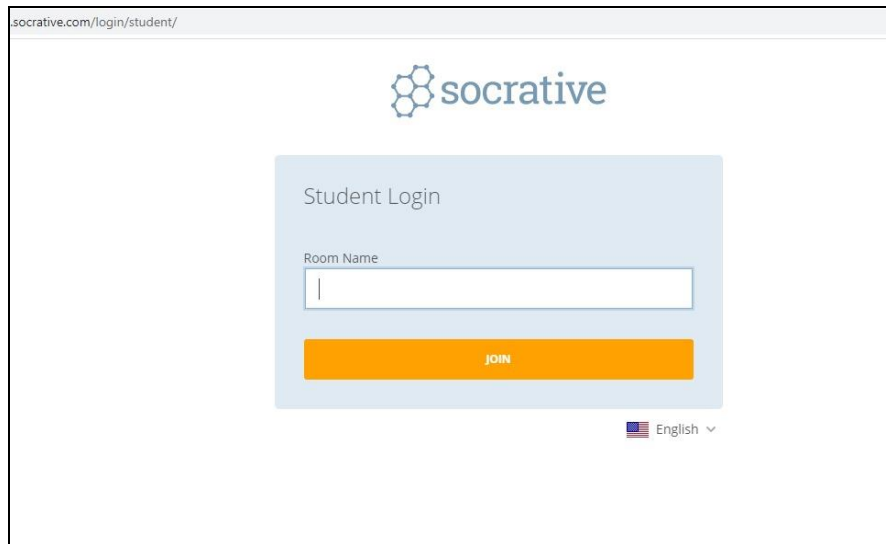 .socrative.com/login/student/
socrative
Student Login
Room Name
JOIN
English